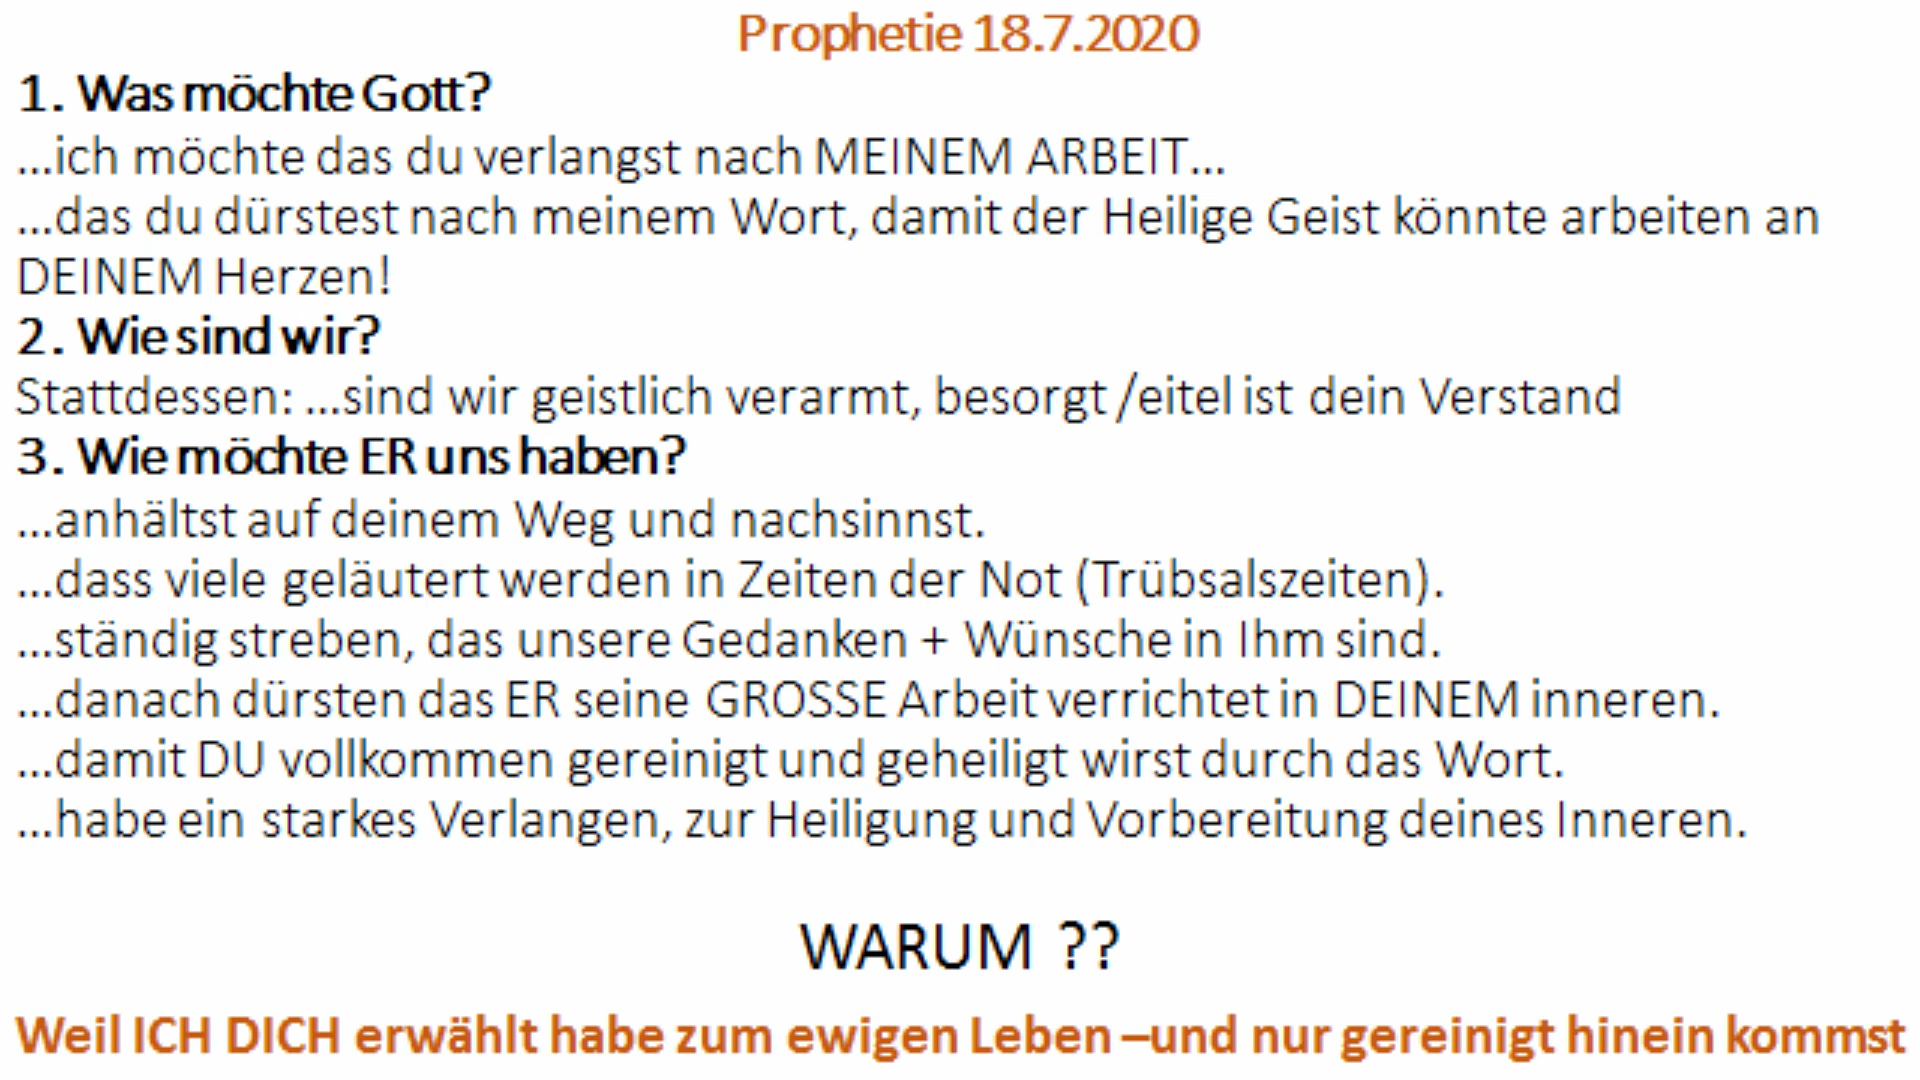 Prophetie 18.7.2020
1. Was möchte Gott?
...ich möchte das du verlangst nach MEINEM ARBEIT...
...das du dürstest nach meinem Wort, damit der Heilige Geist könnte arbeiten an
DEINEM Herzen!
2. Wie sind wir?
Stattdessen: ...sind wir geistlich verarmt, besorgt /eitel ist dein Verstand
3. Wie möchte ER uns haben?
...anhältst auf deinem Weg und nachsinnst.
...dass viele geläutert werden in Zeiten der Not (Trübsalszeiten).
...ständig streben, das unsere Gedanken + Wünsche in Ihm sind.
...danach dürsten das ER seine GROSSE Arbeit verrichtet in DEINEM inneren.
...damit DU vollkommen gereinigt und geheiligt wirst durch das Wort.
...habe ein starkes Verlangen, zur Heiligung und Vorbereitung deines Inneren.
WARUM ??
Weil ICH DICH erwählt habe zum ewigen Leben –und nur gereinigt hinein kommst